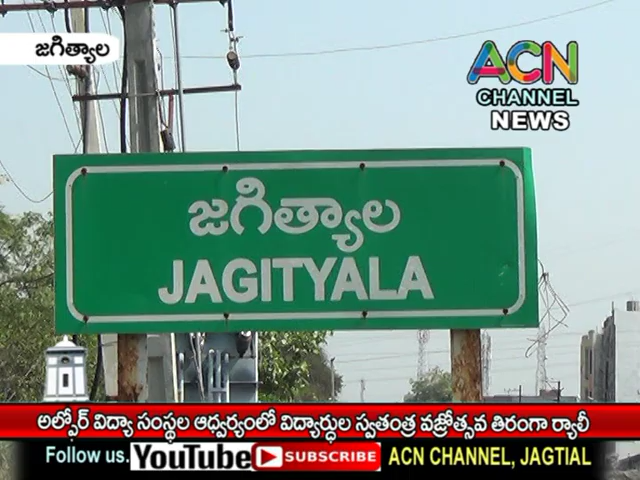 జగిత్యాల
ACN
CHANNEL
NEWS
జగిత్యాల
JAGITYALA
అల్ఫోర్ విద్యా సంస్థల ఆధ్వర్యంలో విద్యార్ధుల స్వతంత్ర వజ్రోత్సవ తిరంగా ర్యాలీ
Follow us. YouTube SUBSCRIBE ACN CHANNEL, JAGTIAL